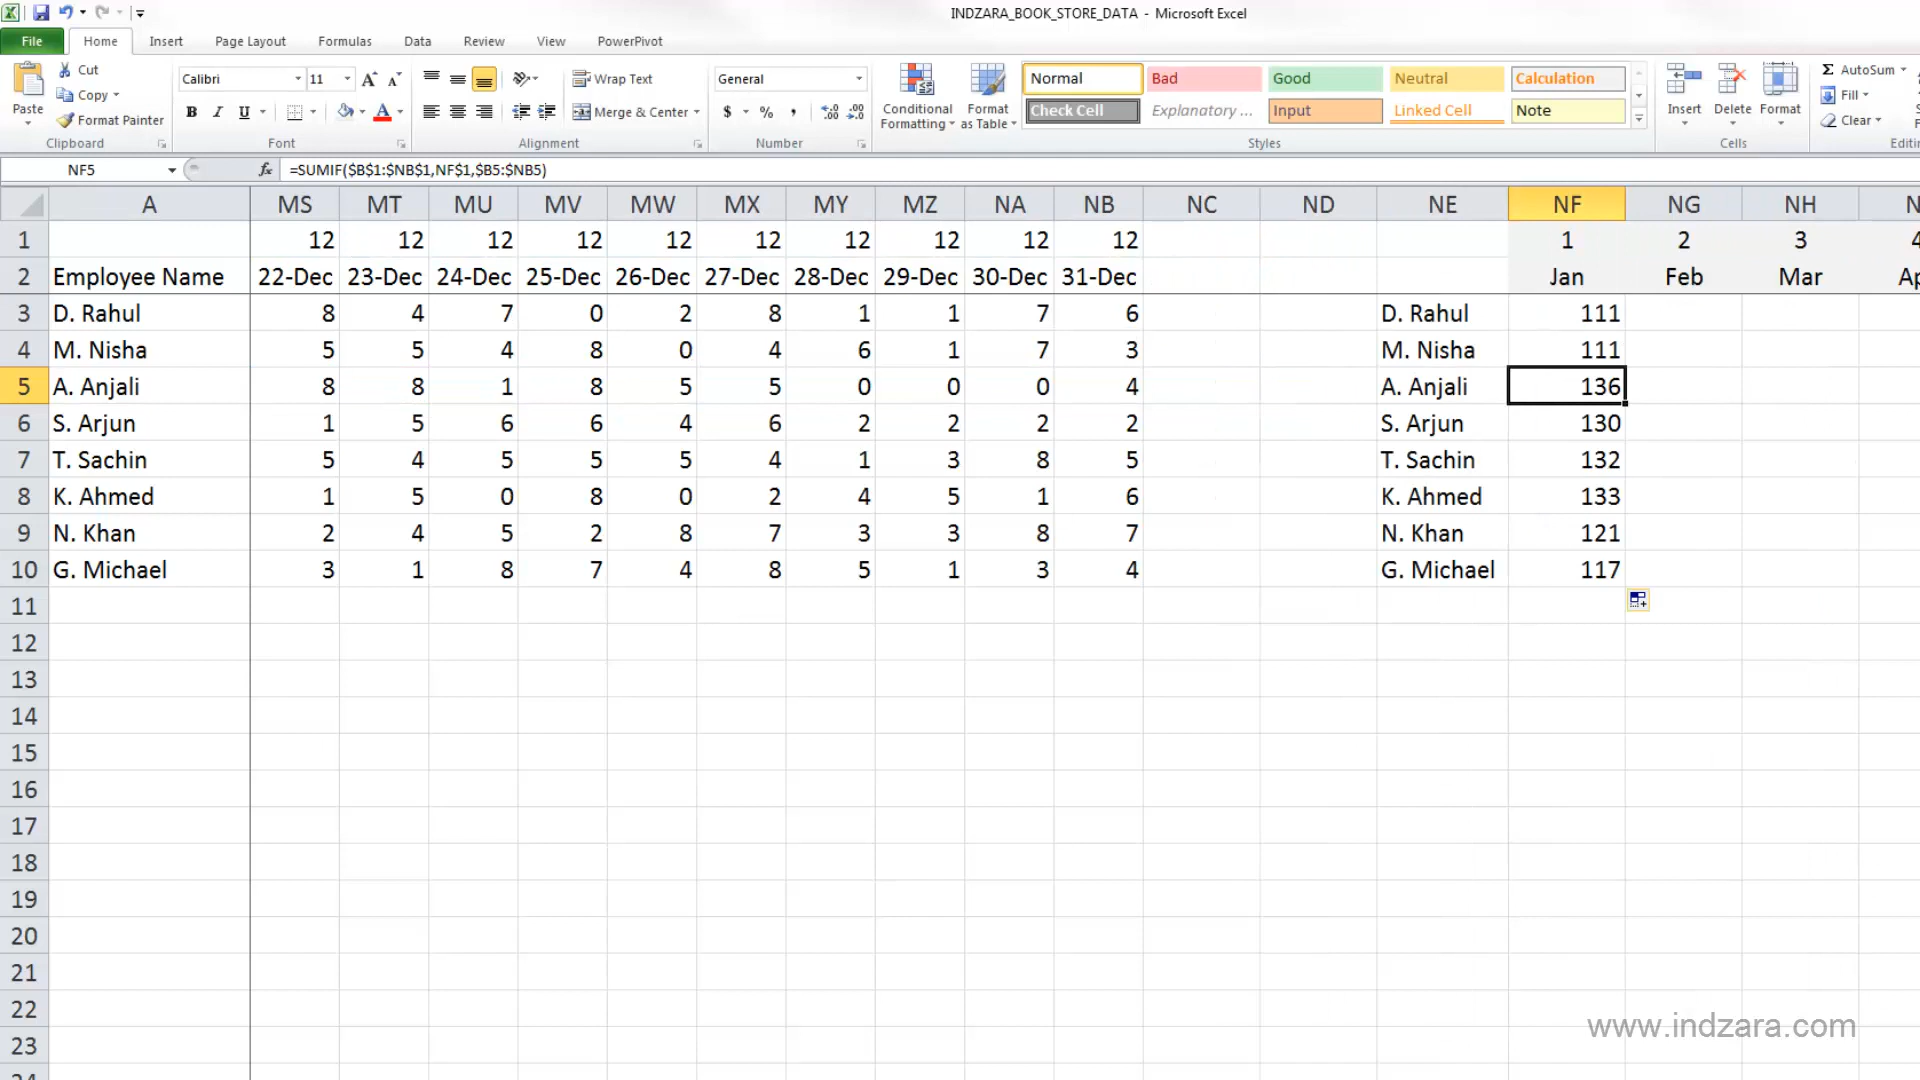 INDZARA_BOOK_STORE_DATA - Microsoft Excel
File Home Insert Page Layout Formulas Data Review View PowerPivot
Paste Cut Copy Format Painter
Clipboard
Calibri 11
B I U A
Font
Wrap Text
Merge & Center
Alignment
General
$ % ,
Number
Conditional Formatting Format as Table
Normal Bad Good Neutral Calculation
Check Cell Explanatory ... Input Linked Cell Note
Styles
Insert Delete Format
Cells
Σ AutoSum
Fill
Clear
NF5 fx =SUMIF($B$1:$NB$1,NF$1,$B5:$NB5)
A MS MT MU MV MW MX MY MZ NA NB NC ND NE NF NG NH
1 12 12 12 12 12 12 12 12 12 12 1 2 3 4
2 Employee Name 22-Dec 23-Dec 24-Dec 25-Dec 26-Dec 27-Dec 28-Dec 29-Dec 30-Dec 31-Dec Jan Feb Mar
3 D. Rahul 8 4 7 0 2 8 1 1 7 6 D. Rahul 111
4 M. Nisha 5 5 4 8 0 4 6 1 7 3 M. Nisha 111
5 A. Anjali 8 8 1 8 5 5 0 0 0 4 A. Anjali 136
6 S. Arjun 1 5 6 6 4 6 2 2 2 2 S. Arjun 130
7 T. Sachin 5 4 5 5 5 4 1 3 8 5 T. Sachin 132
8 K. Ahmed 1 5 0 8 0 2 4 5 1 6 K. Ahmed 133
9 N. Khan 2 4 5 2 8 7 3 3 8 7 N. Khan 121
10 G. Michael 3 1 8 7 4 8 5 1 3 4 G. Michael 117
11
12
13
14
15
16
17
18
19
20
21
22
23
www.indzara.com